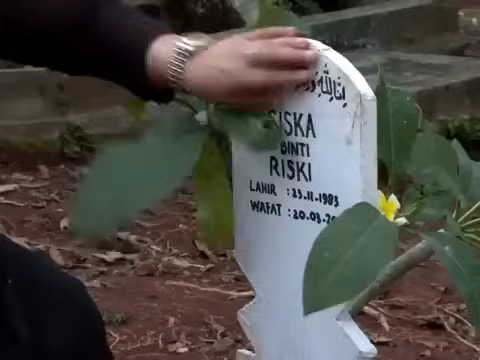 ISKA
BINTI
RISKI
LAHIR : 23.11.1985
WAFAT : 20.03.20